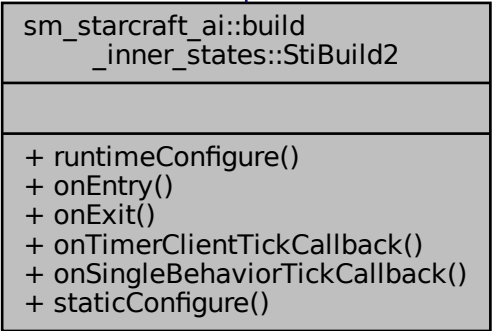 sm_starcraft_ai::build
_inner_states::StiBuild2
+ runtimeConfigure()
+ onEntry()
+ onExit()
+ onTimerClientTickCallback()
+ onSingleBehaviorTickCallback()
+ staticConfigure()